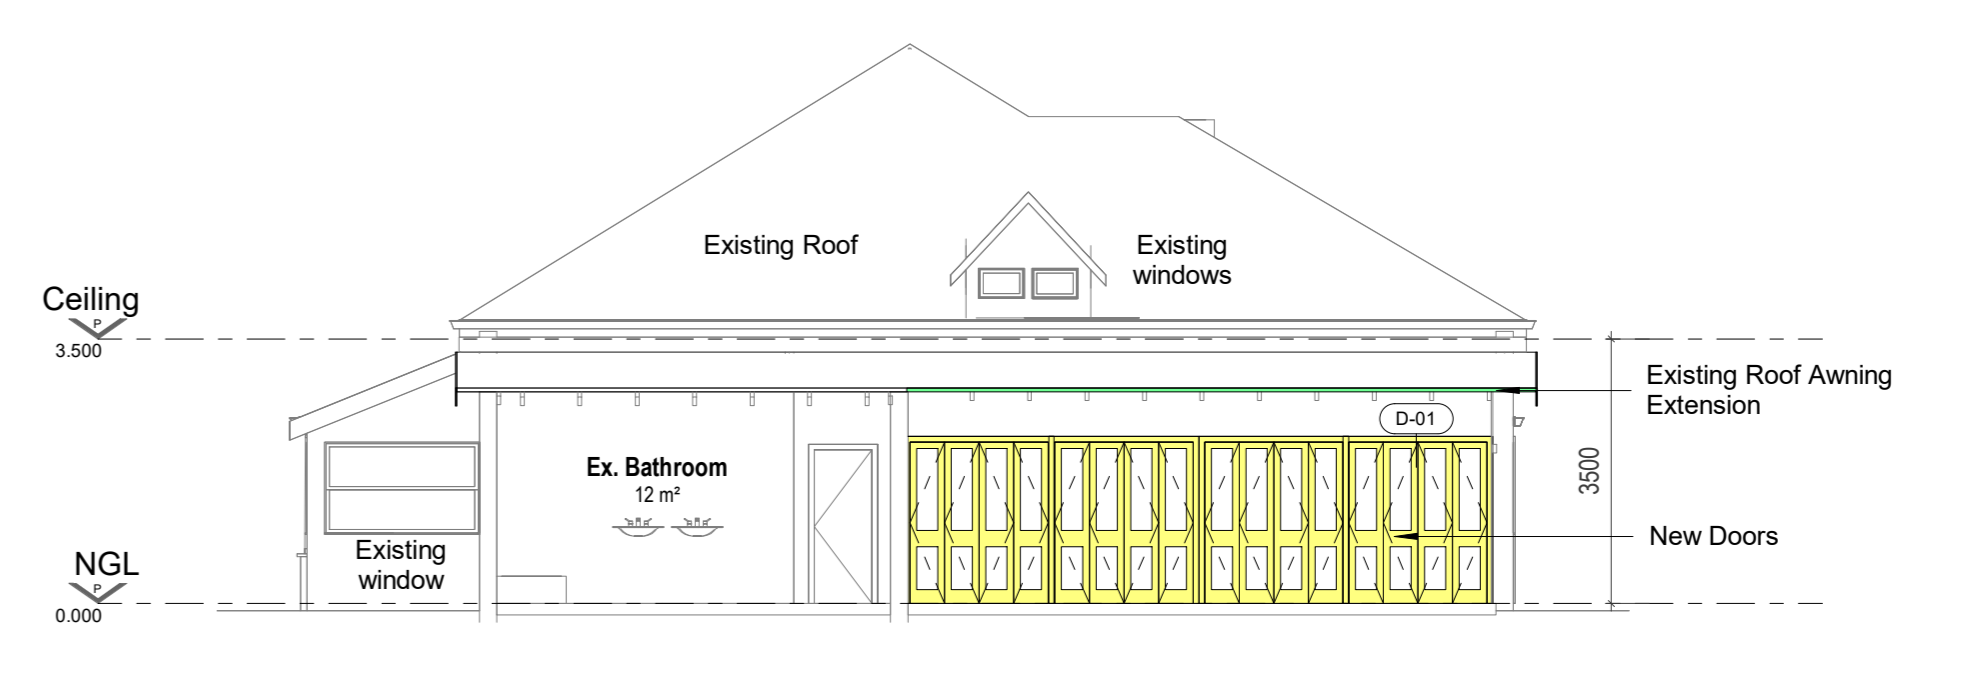 Existing Roof
Existing
windows
Ceiling
P
3.500
Existing Roof Awning
Extension
D-01
Ex. Bathroom
12 m²
3500
New Doors
Existing
window
NGL
P
0.000